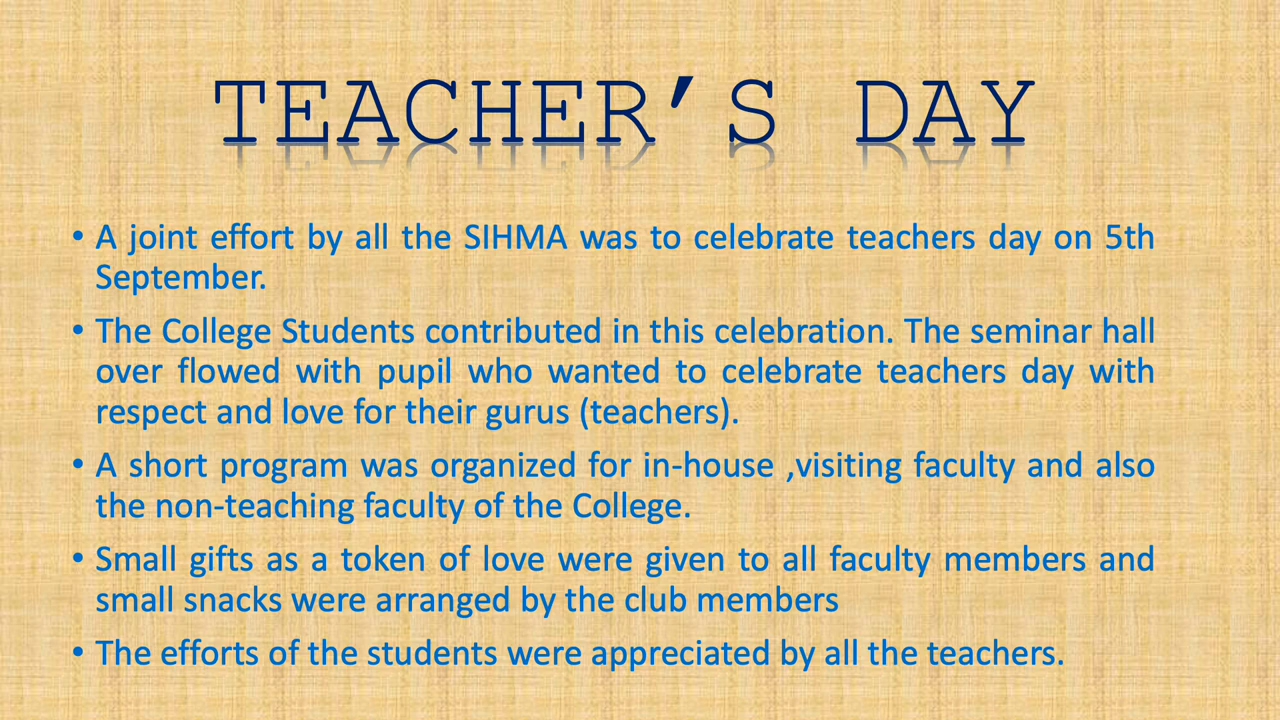 TEACHER’S DAY
• A joint effort by all the SIHMA was to celebrate teachers day on 5th
September.
• The College Students contributed in this celebration. The seminar hall
over flowed with pupil who wanted to celebrate teachers day with
respect and love for their gurus (teachers).
• A short program was organized for in-house ,visiting faculty and also
the non-teaching faculty of the College.
• Small gifts as a token of love were given to all faculty members and
small snacks were arranged by the club members
• The efforts of the students were appreciated by all the teachers.